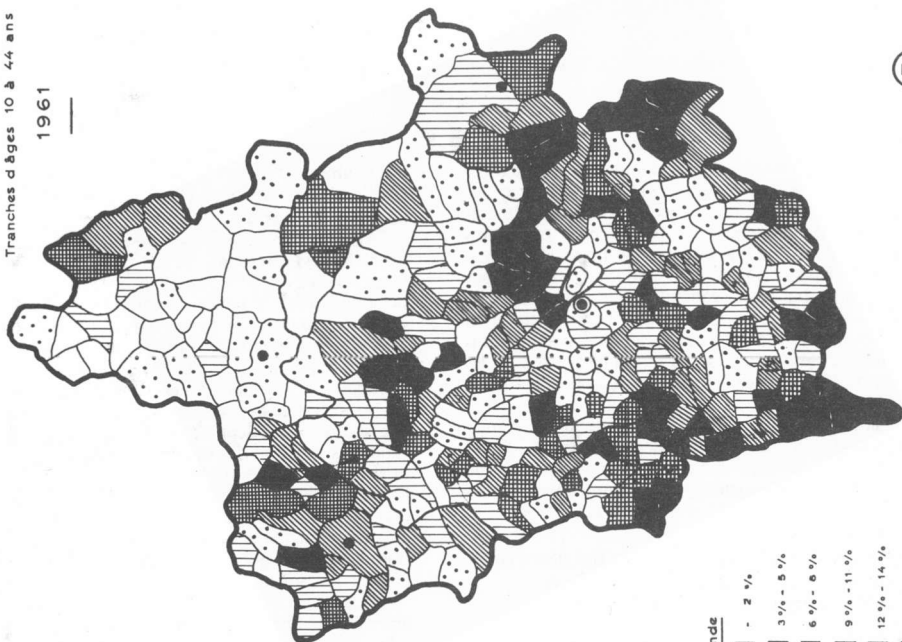 Tranches d'âges 10 à 44 ans
1961
nde
- 2 %
3 % - 5 %
6 % - 8 %
9 % - 11 %
12 % - 14 %